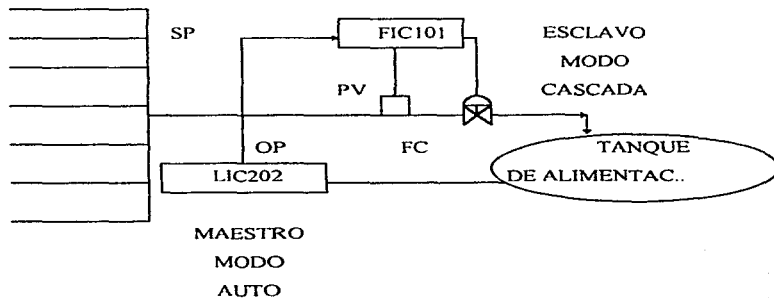 SP
FIC101
ESCLAVO
MODO
CASCADA
PV
OP
FC
TANQUE
DE ALIMENTAC..
LIC202
MAESTRO
MODO
AUTO